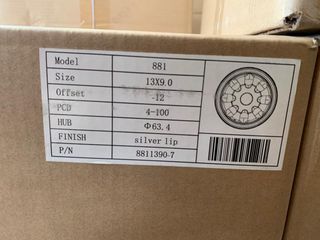 Model 881
Size 13X9.0
Offset -12
PCD 4-100
HUB Φ63.4
FINISH silver lip
P/N 8811390-7